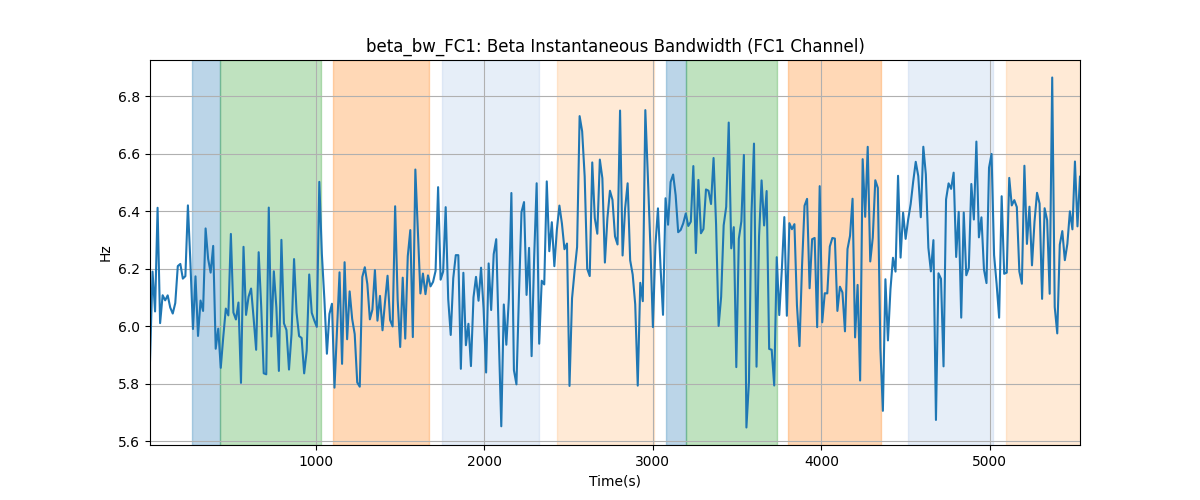 beta_bw_FC1: Beta Instantaneous Bandwidth (FC1 Channel)
6.8
6.6
6.4
6.2
6.0
5.8
5.6
Hz
1000 2000 3000 4000 5000
Time(s)